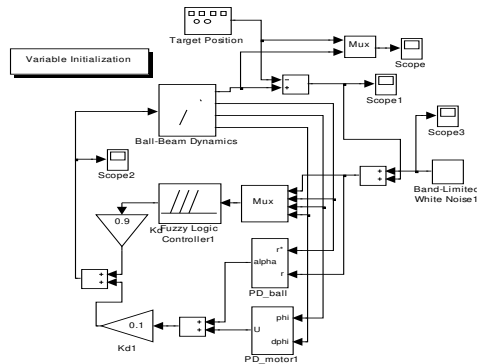 Target Position
Variable Initialization
Mux
Scope
−
+
Scope1
Scope3
Ball-Beam Dynamics
Scope2
+
+
Band-Limited
White Noise1
Mux
0.9
Kd
Fuzzy Logic
Controller1
r*
alpha
r
PD_ball
+
+
0.1
Kd1
+
+
phi
U
dphi
PD_motor1